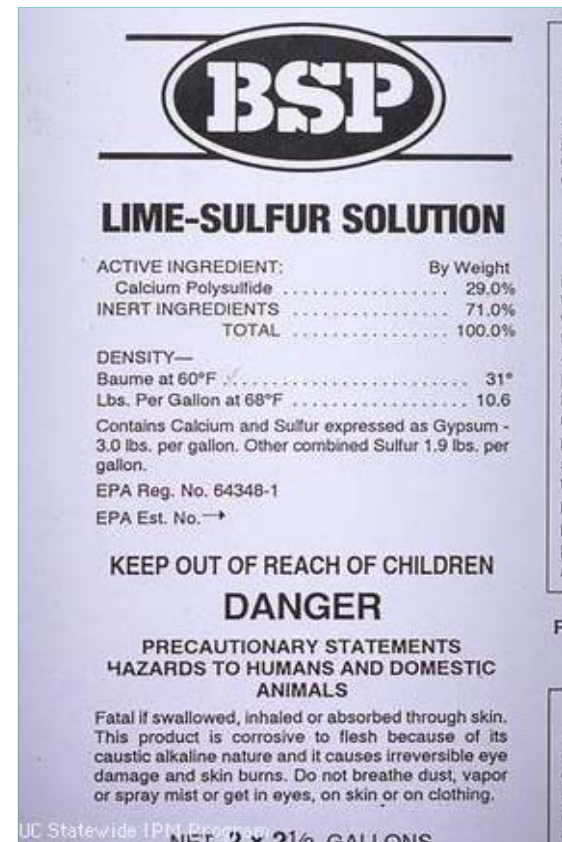 BSP
LIME-SULFUR SOLUTION
ACTIVE INGREDIENT: By Weight
Calcium Polysulfide . . . . . . . . . . . . . . . . . 29.0%
INERT INGREDIENTS . . . . . . . . . . . . . . . . . 71.0%
TOTAL . . . . . . . . . . . . . . . . 100.0%
DENSITY—
Baume at 60°F . . . . . . . . . . . . . . . . . . . . . . . . . 31°
Lbs. Per Gallon at 68°F . . . . . . . . . . . . . . . . . 10.6
Contains Calcium and Sulfur expressed as Gypsum -
3.0 lbs. per gallon. Other combined Sulfur 1.9 lbs. per
gallon.
EPA Reg. No. 64348-1
EPA Est. No.→
KEEP OUT OF REACH OF CHILDREN
DANGER
PRECAUTIONARY STATEMENTS
HAZARDS TO HUMANS AND DOMESTIC
ANIMALS
Fatal if swallowed, inhaled or absorbed through skin.
This product is corrosive to flesh because of its
caustic alkaline nature and it causes irreversible eye
damage and skin burns. Do not breathe dust, vapor
or spray mist or get in eyes, on skin or on clothing.
UC Statewide IPM Program
NET 2 x 2½ GALLONS